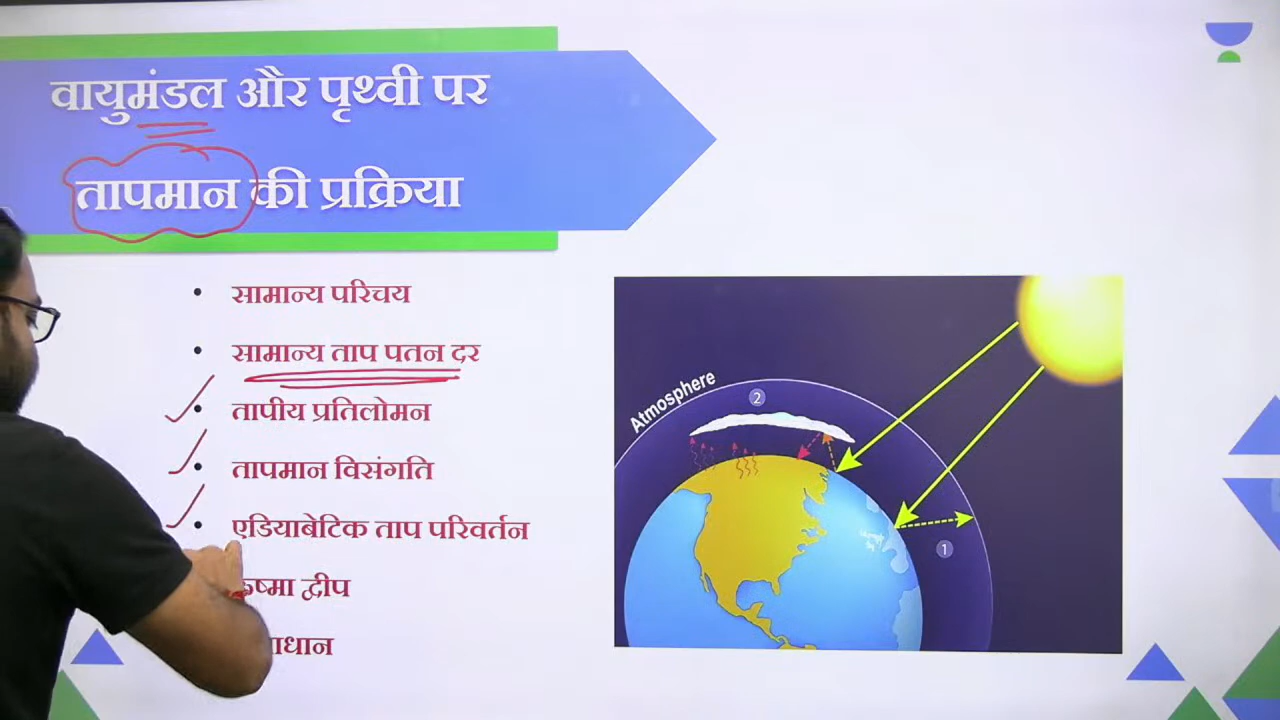 वायुमंडल और पृथ्वी पर
तापमान की प्रक्रिया
• सामान्य परिचय
• सामान्य ताप पतन दर
• तापीय प्रतिलोमन
• तापमान विसंगति
• एडियाबेटिक ताप परिवर्तन
द्वीप
Atmosphere
2
1